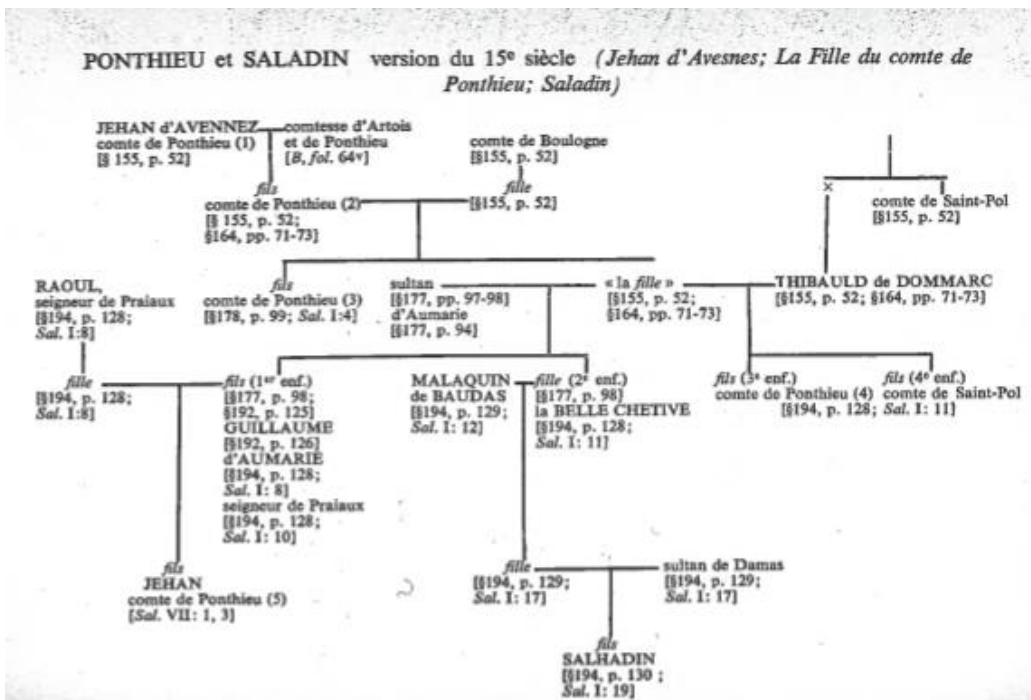 PONTHIEU et SALADIN version du 15e siècle (Jehan d'Avesnes; La Fille du comte de
Ponthieu; Saladin)
JEHAN d'AVENNEZ
comte de Ponthieu (1)
[§ 155, p. 52]
comtesse d'Artois
et de Ponthieu
[B, fol. 64v]
comte de Boulogne
[§155, p. 52]
fils
comte de Ponthieu (2)
[§ 155, p. 52;
§164, pp. 71-73]
fille
[§155, p. 52]
×
comte de Saint-Pol
[§155, p. 52]
RAOUL,
seigneur de Praiaux
[§194, p. 128;
Sal. I:8]
fils
comte de Ponthieu (3)
[§178, p. 99; Sal. I:4]
sultan
[§177, pp. 97-98]
d'Aumarie
[§177, p. 94]
« la fille »
[§155, p. 52;
§164, pp. 71-73]
THIBAULD de DOMMARC
[§155, p. 52; §164, pp. 71-73]
fille
[§194, p. 128;
Sal. I:8]
fils (1er enf.)
[§177, p. 98;
§192, p. 125]
GUILLAUME
[§192, p. 126]
d'AUMARIE
[§194, p. 128;
Sal. I: 8]
seigneur de Praiaux
[§194, p. 128;
Sal. I: 10]
MALAQUIN
de BAUDAS
[§194, p. 129;
Sal. I: 12]
fille (2e enf.)
[§177, p. 98]
la BELLE CHETIVE
[§194, p. 128;
Sal. I: 11]
fils (3e enf.)
comte de Ponthieu (4)
fils (4e enf.)
comte de Saint-Pol
[§194, p. 128; Sal. I: 11]
fils
JEHAN
comte de Ponthieu (5)
[Sal. VII: 1, 3]
fille
[§194, p. 129;
Sal. I: 17]
sultan de Damas
[§194, p. 129;
Sal. I: 17]
fils
SALHADIN
[§194, p. 130 ;
Sal. I: 19]